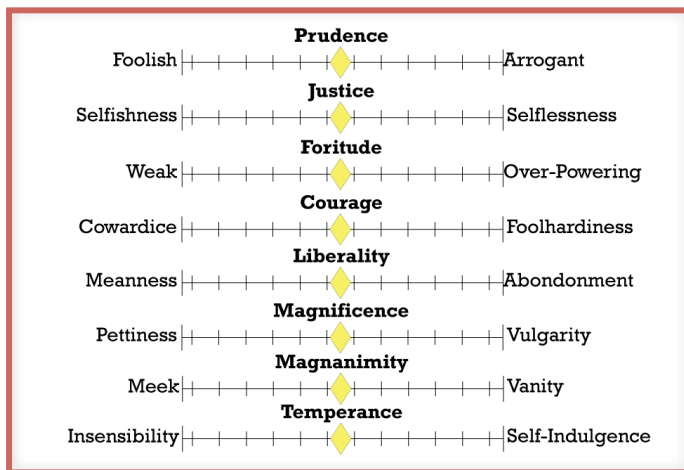 Prudence
Foolish Arrogant
Justice
Selfishness Selflessness
Foritude
Weak Over-Powering
Courage
Cowardice Foolhardiness
Liberality
Meanness Abondonment
Magnificence
Pettiness Vulgarity
Magnanimity
Meek Vanity
Temperance
Insensibility Self-Indulgence